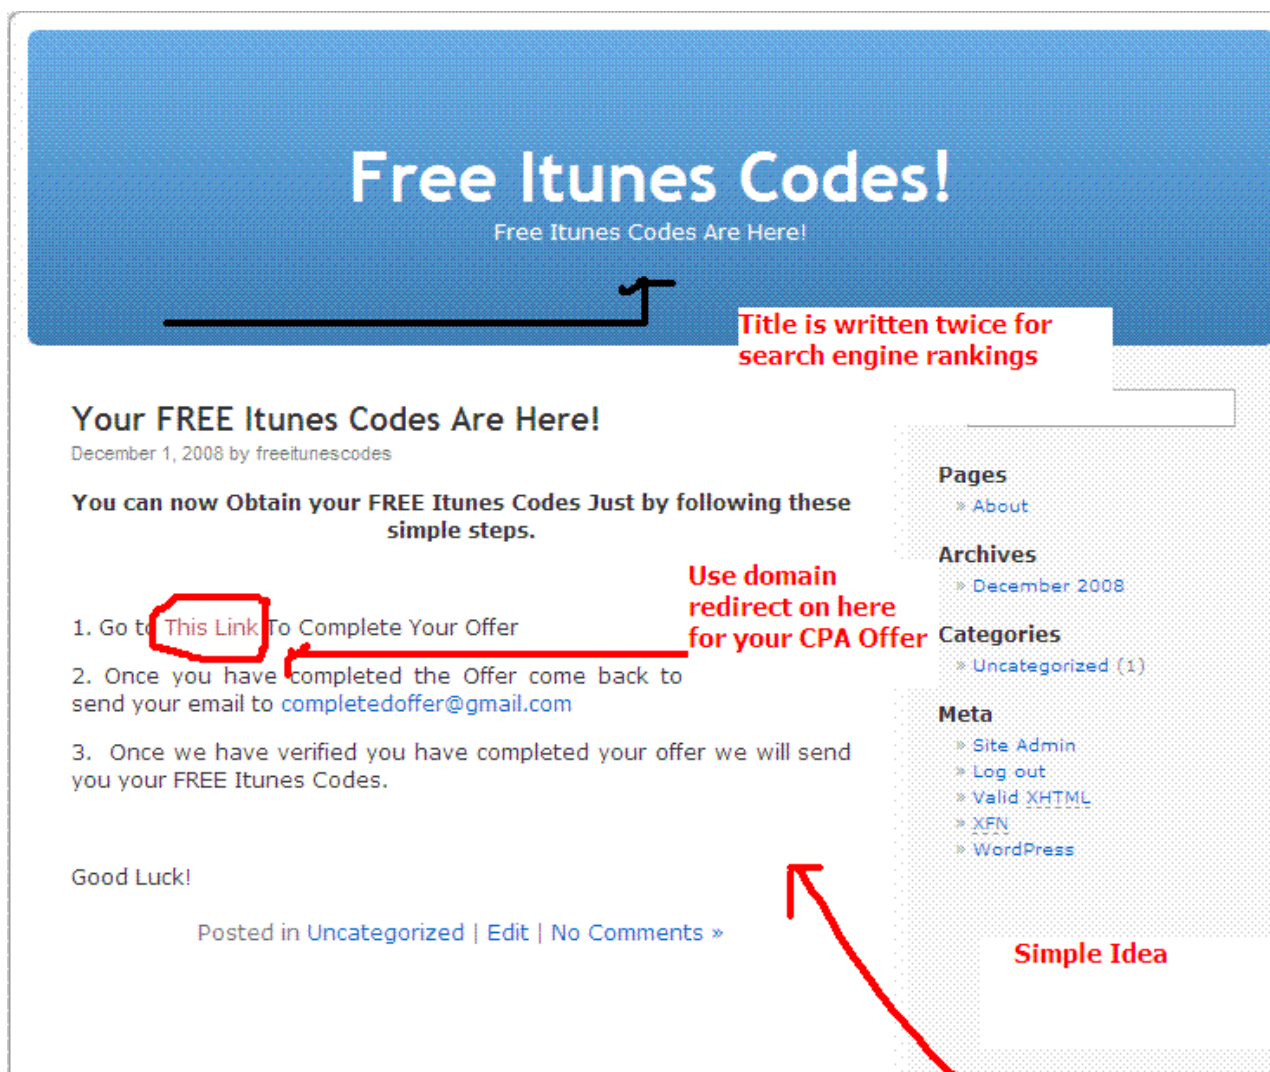 Free Itunes Codes!
Free Itunes Codes Are Here!
Title is written twice for
search engine rankings
Your FREE Itunes Codes Are Here!
December 1, 2008 by freeitunescodes
You can now Obtain your FREE Itunes Codes Just by following these
simple steps.
Use domain
redirect on here
for your CPA Offer
1. Go to This Link To Complete Your Offer
2. Once you have completed the Offer come back to
send your email to completedoffer@gmail.com
3. Once we have verified you have completed your offer we will send
you your FREE Itunes Codes.
Good Luck!
Posted in Uncategorized | Edit | No Comments »
Pages
» About
Archives
» December 2008
Categories
» Uncategorized (1)
Meta
» Site Admin
» Log out
» Valid XHTML
» XFN
» WordPress
Simple Idea